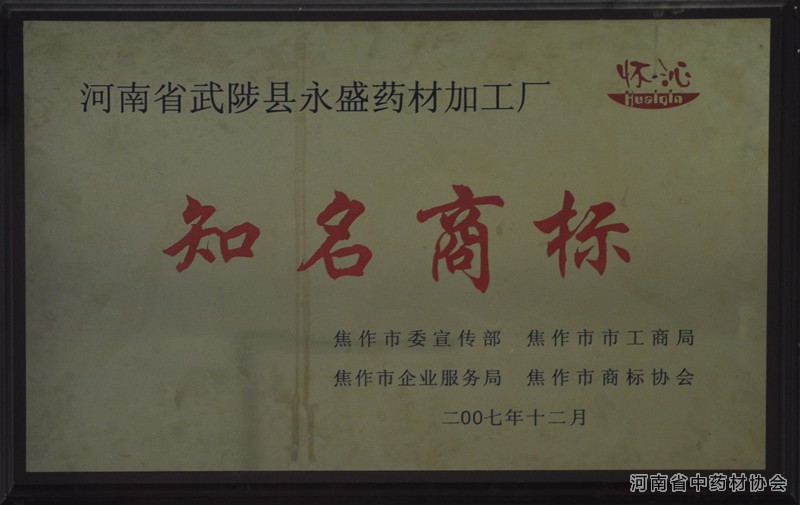 河南省武陟县永盛药材加工厂
怀沁
Huaiqin
知名商标
焦作市委宣传部 焦作市市工商局
焦作市企业服务局 焦作市商标协会
二00七年十二月
河南省中药材协会